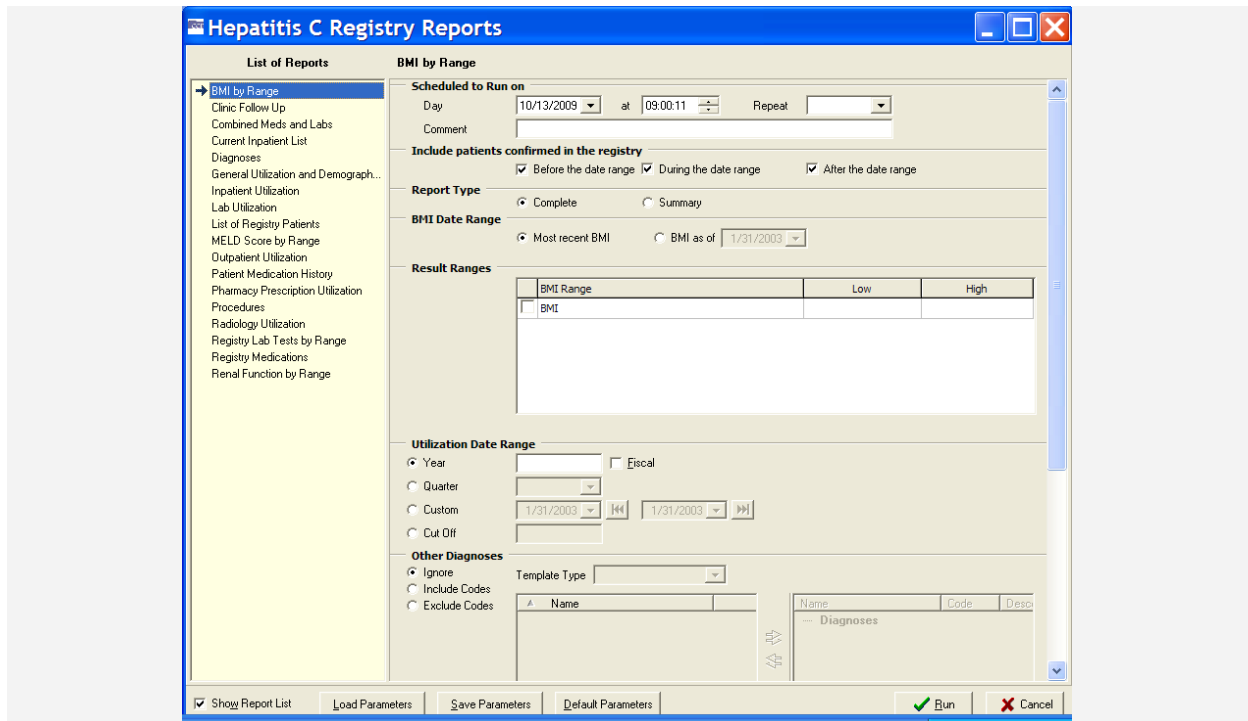 Hepatitis C Registry Reports
List of Reports
BMI by Range
BMI by Range
Clinic Follow Up
Combined Meds and Labs
Current Inpatient List
Diagnoses
General Utilization and Demograph...
Inpatient Utilization
Lab Utilization
List of Registry Patients
MELD Score by Range
Outpatient Utilization
Patient Medication History
Pharmacy Prescription Utilization
Procedures
Radiology Utilization
Registry Lab Tests by Range
Registry Medications
Renal Function by Range
Scheduled to Run on
Day 10/13/2009 at 09:00:11 Repeat
Comment
Include patients confirmed in the registry
Before the date range During the date range After the date range
Report Type
Complete Summary
BMI Date Range
Most recent BMI BMI as of 1/31/2003
Result Ranges
BMI Range Low High
BMI
Utilization Date Range
Year Fiscal
Quarter
Custom 1/31/2003 1/31/2003
Cut Off
Other Diagnoses
Ignore Template Type
Include Codes
Exclude Codes
Name
Name Code Desc
Diagnoses
Show Report List Load Parameters Save Parameters Default Parameters Run Cancel